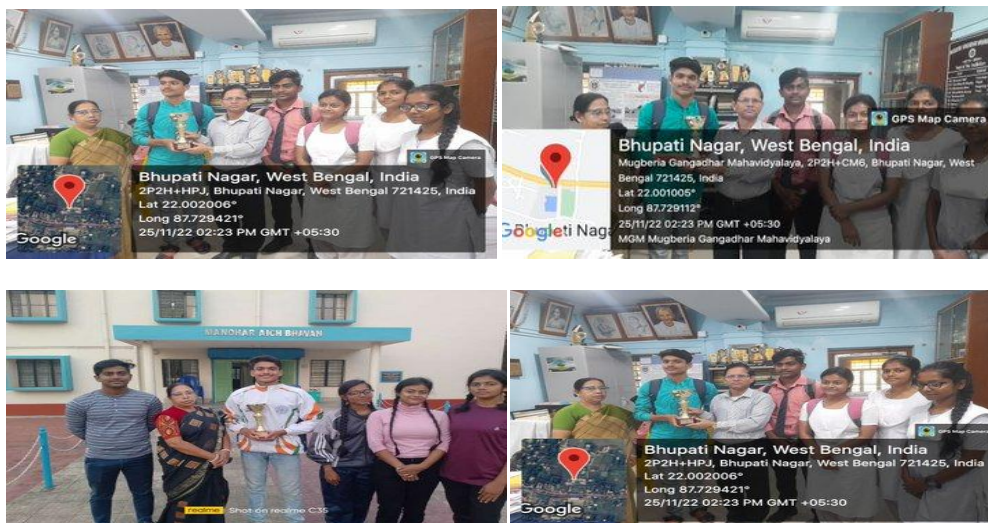 GPS Map Camera
Bhupati Nagar, West Bengal, India
2P2H+HPJ, Bhupati Nagar, West Bengal 721425, India
Lat 22.002006°
Long 87.729421°
25/11/22 02:23 PM GMT +05:30
Google
GPS Map Camera
Bhupati Nagar, West Bengal, India
Mugberia Gangadhar Mahavidyalaya, 2P2H+CM6, Bhupati Nagar, West
Bengal 721425, India
Lat 22.001005°
Long 87.729112°
25/11/22 02:23 PM GMT +05:30
MGM Mugberia Gangadhar Mahavidyalaya
Google
MANOHAR AICH BHAVAN
realme Shot on realme C35
GPS Map Camera
Bhupati Nagar, West Bengal, India
2P2H+HPJ, Bhupati Nagar, West Bengal 721425, India
Lat 22.002006°
Long 87.729421°
25/11/22 02:23 PM GMT +05:30
Google